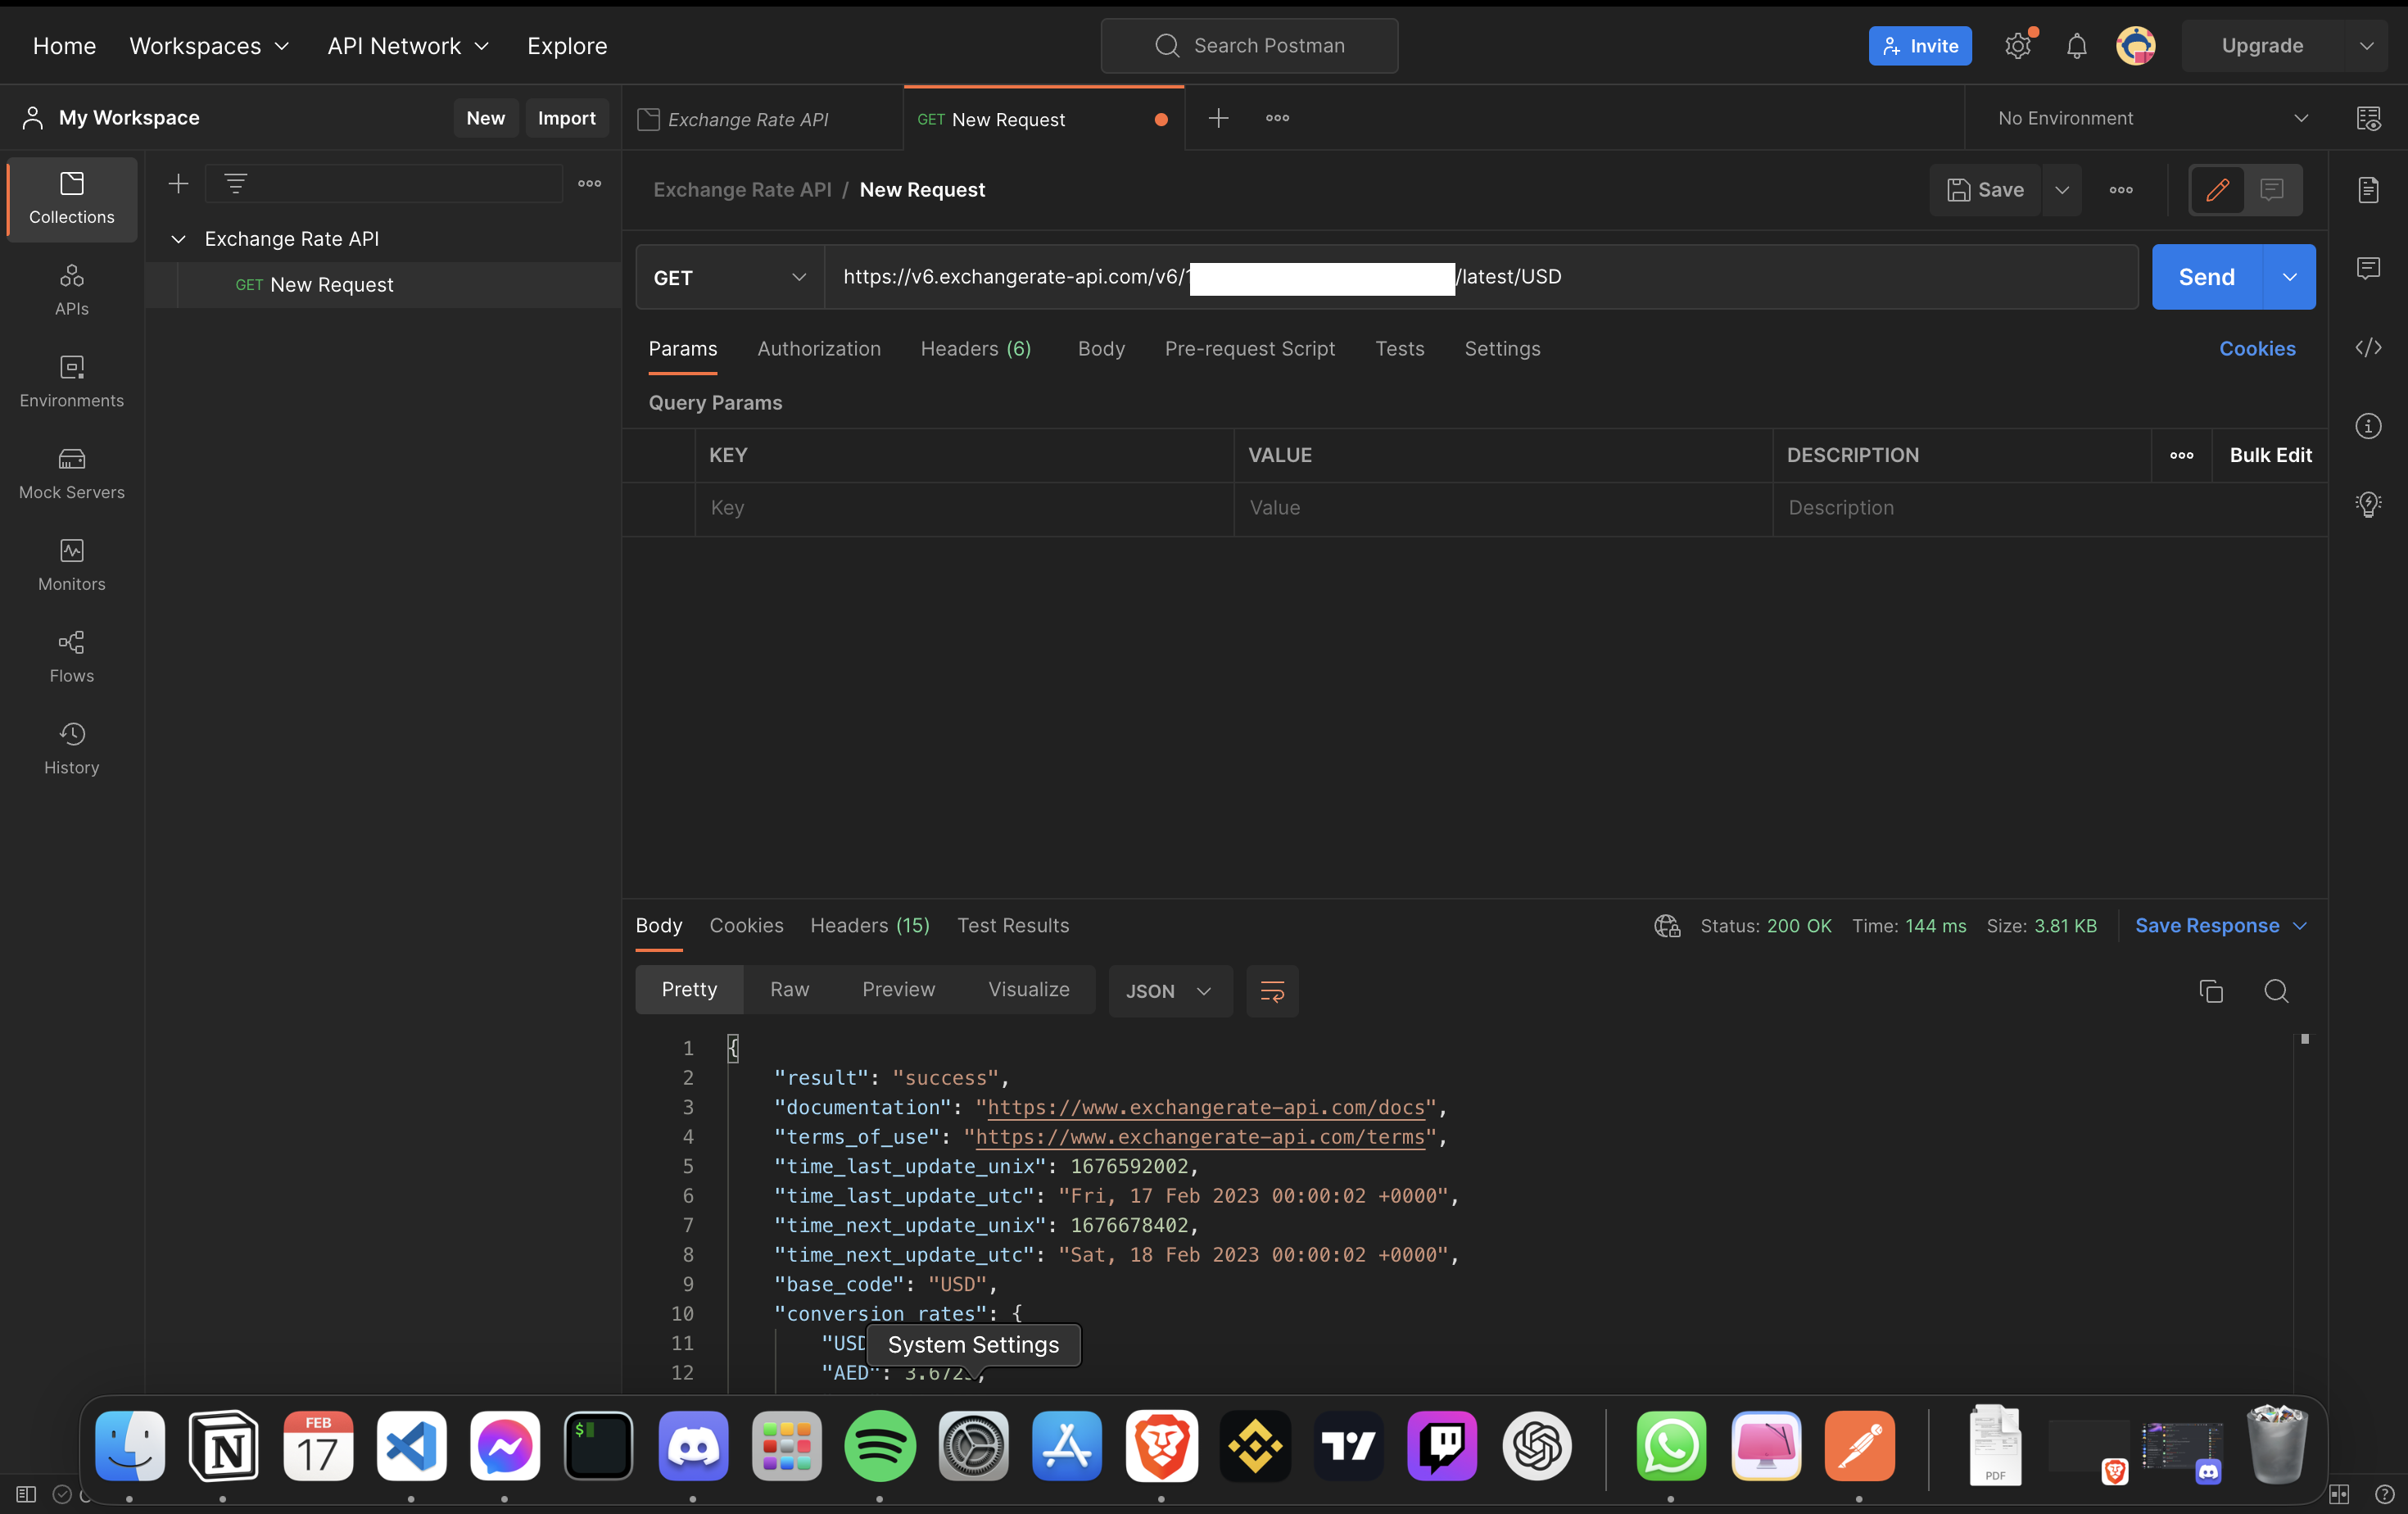 Home Workspaces API Network Explore Search Postman Invite Upgrade
My Workspace New Import Exchange Rate API GET New Request No Environment
Collections
APIs
Environments
Mock Servers
Monitors
Flows
History
Exchange Rate API
GET New Request
Exchange Rate API / New Request Save
GET https://v6.exchangerate-api.com/v6/ /latest/USD Send
Params Authorization Headers (6) Body Pre-request Script Tests Settings Cookies
Query Params
KEY VALUE DESCRIPTION Bulk Edit
Key Value Description
Body Cookies Headers (15) Test Results Status: 200 OK Time: 144 ms Size: 3.81 KB Save Response
Pretty Raw Preview Visualize JSON
1 {
2 "result": "success",
3 "documentation": "https://www.exchangerate-api.com/docs",
4 "terms_of_use": "https://www.exchangerate-api.com/terms",
5 "time_last_update_unix": 1676592002,
6 "time_last_update_utc": "Fri, 17 Feb 2023 00:00:02 +0000",
7 "time_next_update_unix": 1676678402,
8 "time_next_update_utc": "Sat, 18 Feb 2023 00:00:02 +0000",
9 "base_code": "USD",
10 "conversion_rates": {
11 "USD
12 "AED":
System Settings
FEB
17
$
PDF